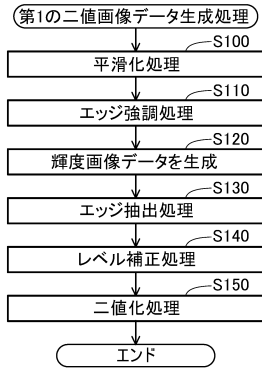 第1の二値画像データ生成処理
S100
平滑化処理
S110
エッジ強調処理
S120
輝度画像データを生成
S130
エッジ抽出処理
S140
レベル補正処理
S150
二値化処理
エンド